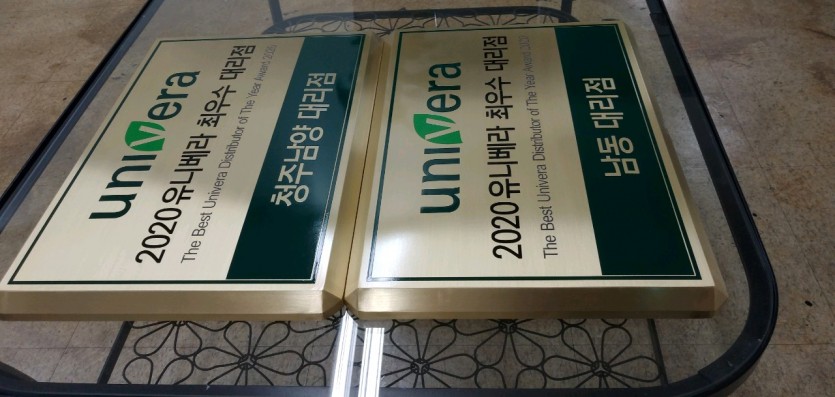 univera
2020 유니베라 최우수 대리점
The Best Univera Distributor of The Year Award 2020
청주남양 대리점
univera
2020 유니베라 최우수 대리점
The Best Univera Distributor of The Year Award 2020
남동 대리점